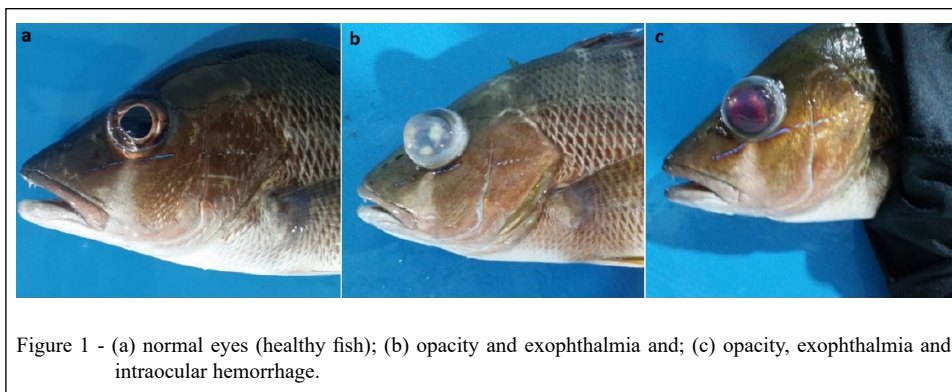 a
b
c
Figure 1 - (a) normal eyes (healthy fish); (b) opacity and exophthalmia and; (c) opacity, exophthalmia and
intraocular hemorrhage.